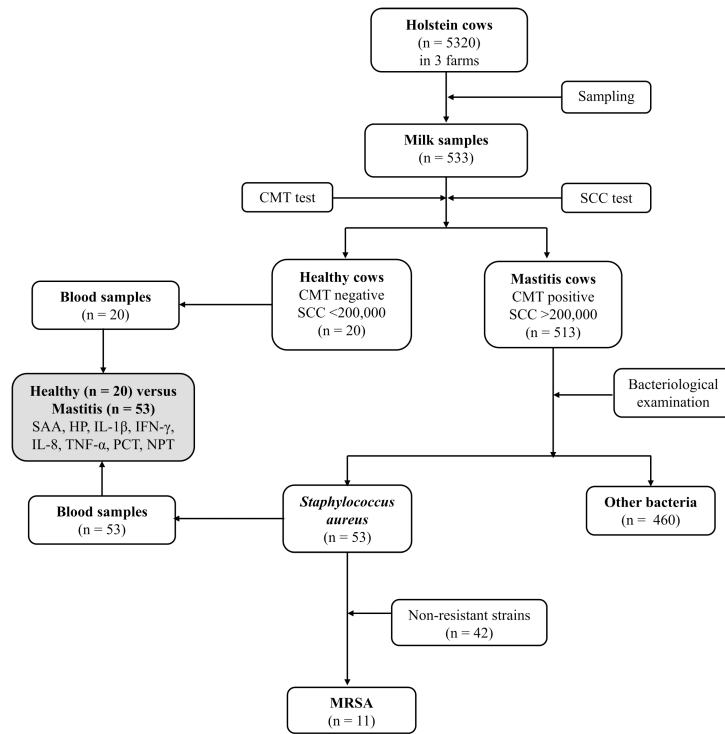 Holstein cows
(n = 5320)
in 3 farms
Sampling
Milk samples
(n = 533)
CMT test
SCC test
Healthy cows
CMT negative
SCC <200,000
(n = 20)
Mastitis cows
CMT positive
SCC >200,000
(n = 513)
Blood samples
(n = 20)
Healthy (n = 20) versus
Mastitis (n = 53)
SAA, HP, IL-1β, IFN-γ,
IL-8, TNF-α, PCT, NPT
Bacteriological
examination
Blood samples
(n = 53)
Staphylococcus
aureus
(n = 53)
Other bacteria
(n = 460)
Non-resistant strains
(n = 42)
MRSA
(n = 11)